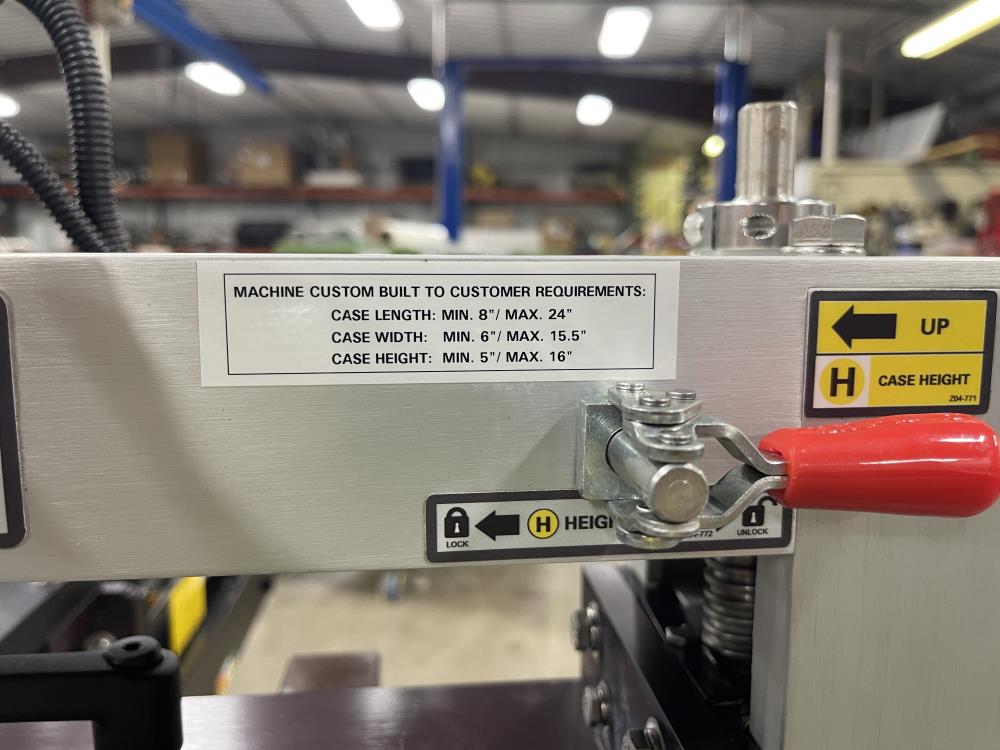 MACHINE CUSTOM BUILT TO CUSTOMER REQUIREMENTS:
CASE LENGTH: MIN. 8"/ MAX. 24"
CASE WIDTH: MIN. 6"/ MAX. 15.5"
CASE HEIGHT: MIN. 5"/ MAX. 16"
UP
H CASE HEIGHT
Z04-771
LOCK
H
UNLOCK